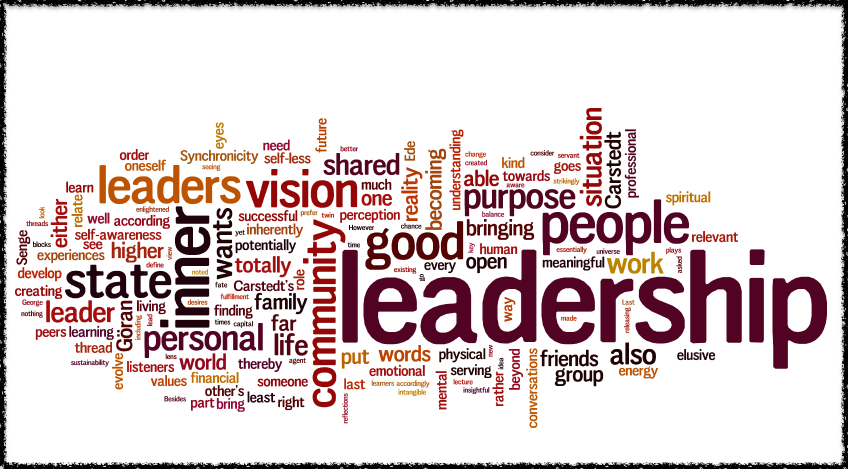 eyes
future
order
oneself
Synchronicity
seeing
need
self-less
better
Ede
shared
reality
becoming
understanding
change
created
kind
consider
servant
goes
towards
aware
strikingly
able
situation
Carstedt
professional
learn
leaders
vision
much
one
purpose
balance
spiritual
look
threads
either
relate
enlightened
well
according
inner
wants
successful
prefer
twin
perception
yet
inherently
However
chance
bringing
people
relevant
Senge
blocks
self-awareness
see
higher
view
experiences
define
potentially
community
time
good
key
human
essentially
universe
plays
asked
develop
state
noted
totally
fate
Carstedt's
role
existing
every
go
open
meaningful
work
creating
George
nothing
leader
Göran
living
desires
fulfillment
finding
family
leadership
way
made
Last
releasing
peers
learning
including
lead
personal
times
capital
far
life
thread
sustainability
evolve
lens
listeners
world
thereby
agent
put
words
physical
new
idea
serving
rather
beyond
conversations
friends
group
also
energy
elusive
values
financial
someone
last
emotional
learners
accordingly
intangible
mental
lecture
insightful
Besides
part
bring
other's
least
right
reflections